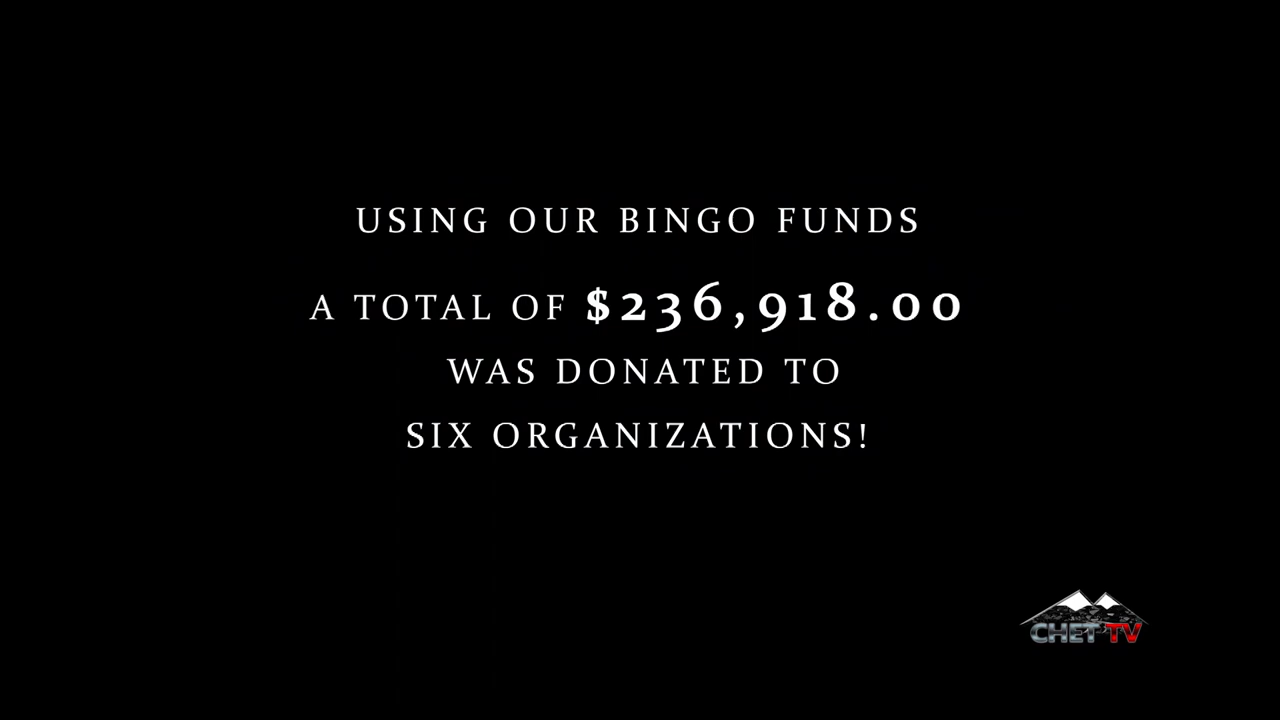 USING OUR BINGO FUNDS
A TOTAL OF $236,918.00
WAS DONATED TO
SIX ORGANIZATIONS!
CHET TV